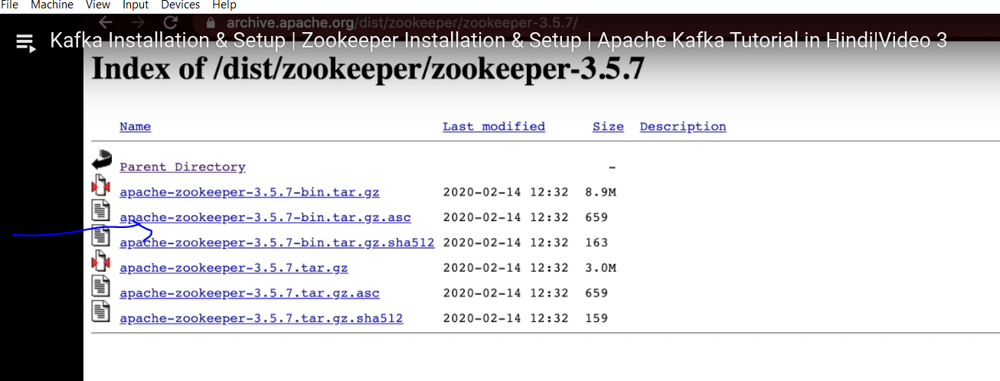 File Machine View Input Devices Help
archive.apache.org/dist/zookeeper/zookeeper-3.5.7/
Kafka Installation & Setup | Zookeeper Installation & Setup | Apache Kafka Tutorial in Hindi|Video 3
Index of /dist/zookeeper/zookeeper-3.5.7
Name Last modified Size Description
Parent Directory -
apache-zookeeper-3.5.7-bin.tar.gz 2020-02-14 12:32 8.9M
apache-zookeeper-3.5.7-bin.tar.gz.asc 2020-02-14 12:32 659
apache-zookeeper-3.5.7-bin.tar.gz.sha512 2020-02-14 12:32 163
apache-zookeeper-3.5.7.tar.gz 2020-02-14 12:32 3.0M
apache-zookeeper-3.5.7.tar.gz.asc 2020-02-14 12:32 659
apache-zookeeper-3.5.7.tar.gz.sha512 2020-02-14 12:32 159